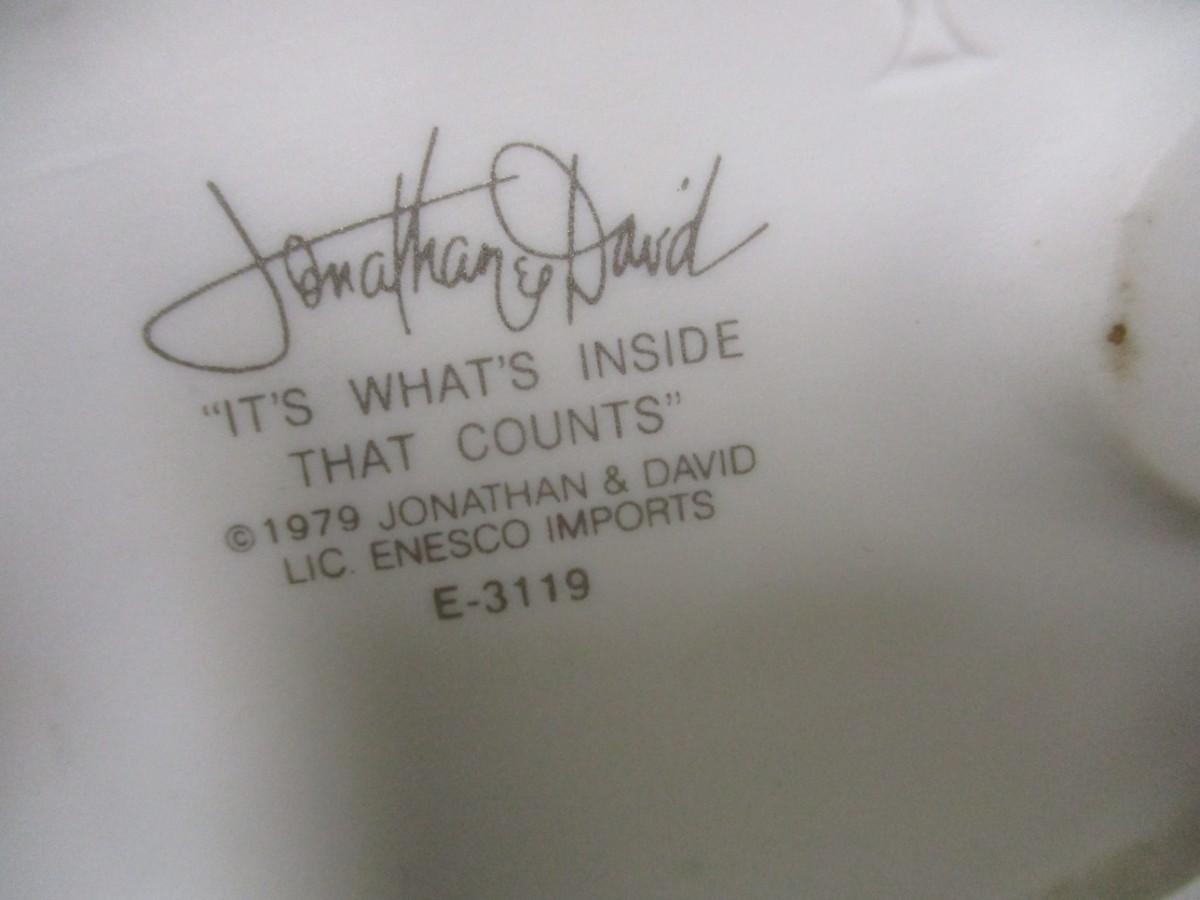 Jonathan & David
“IT'S WHAT'S INSIDE
THAT COUNTS”
©1979 JONATHAN & DAVID
LIC. ENESCO IMPORTS
E-3119